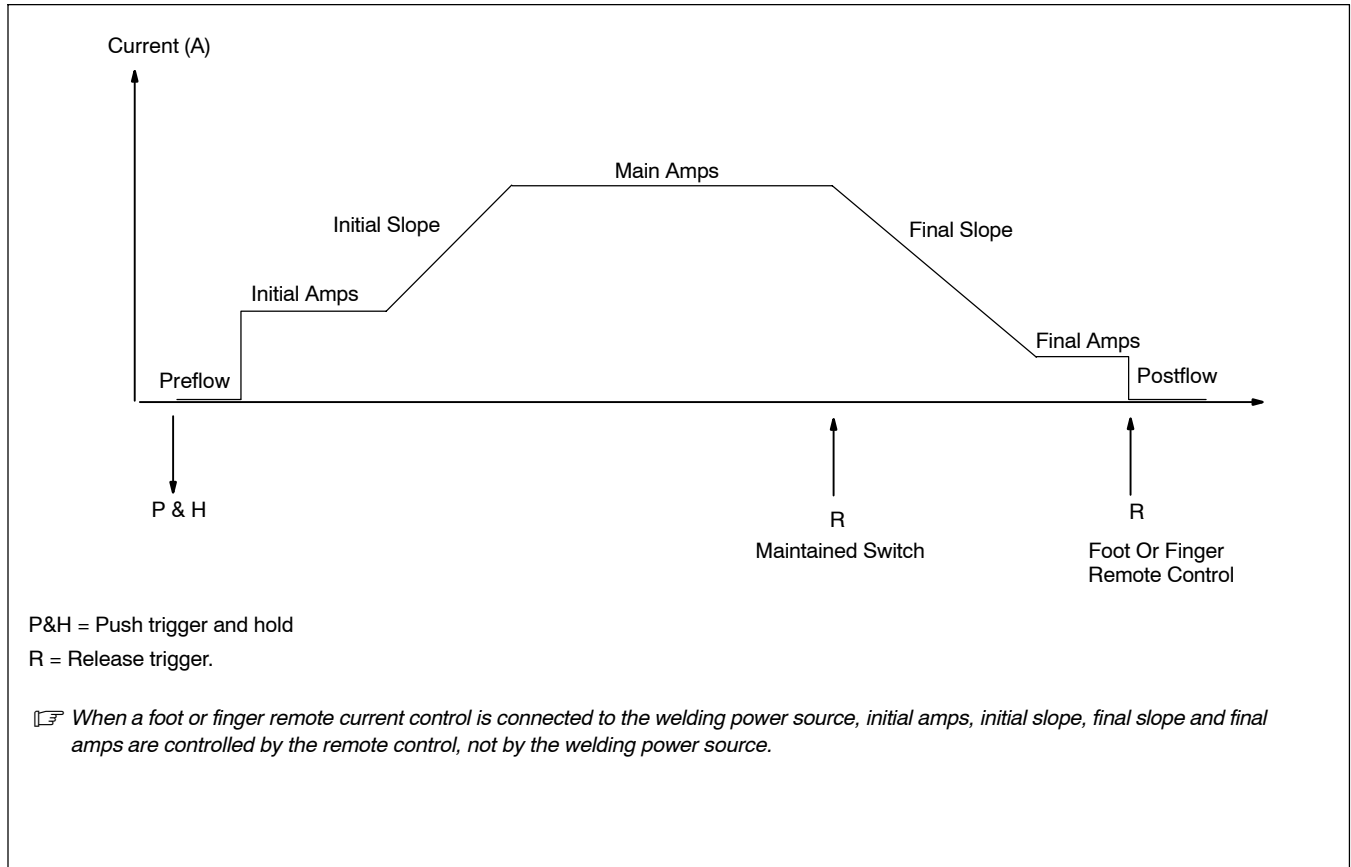 Current (A)
Main Amps
Initial Slope
Final Slope
Initial Amps
Final Amps
Preflow
Postflow
P & H
R
Maintained Switch
R
Foot Or Finger
Remote Control
P&H = Push trigger and hold
R = Release trigger.
When a foot or finger remote current control is connected to the welding power source, initial amps, initial slope, final slope and final
amps are controlled by the remote control, not by the welding power source.